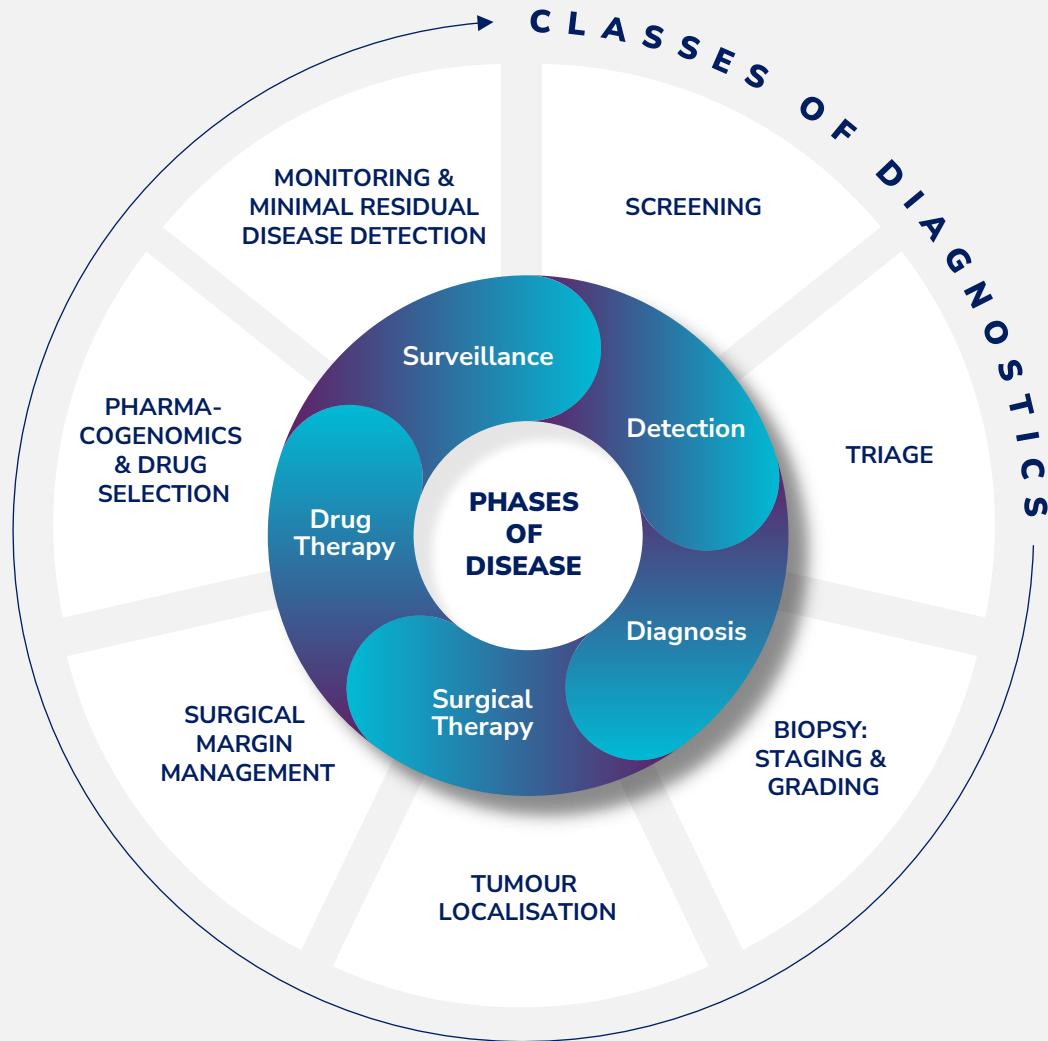 CLASSES OF DIAGNOSTICS
SCREENING
TRIAGE
BIOPSY:
STAGING &
GRADING
TUMOUR
LOCALISATION
SURGICAL
MARGIN
MANAGEMENT
PHARMA-
COGENOMICS
& DRUG
SELECTION
MONITORING &
MINIMAL RESIDUAL
DISEASE DETECTION
PHASES
OF
DISEASE
Detection
Diagnosis
Surgical
Therapy
Drug
Therapy
Surveillance